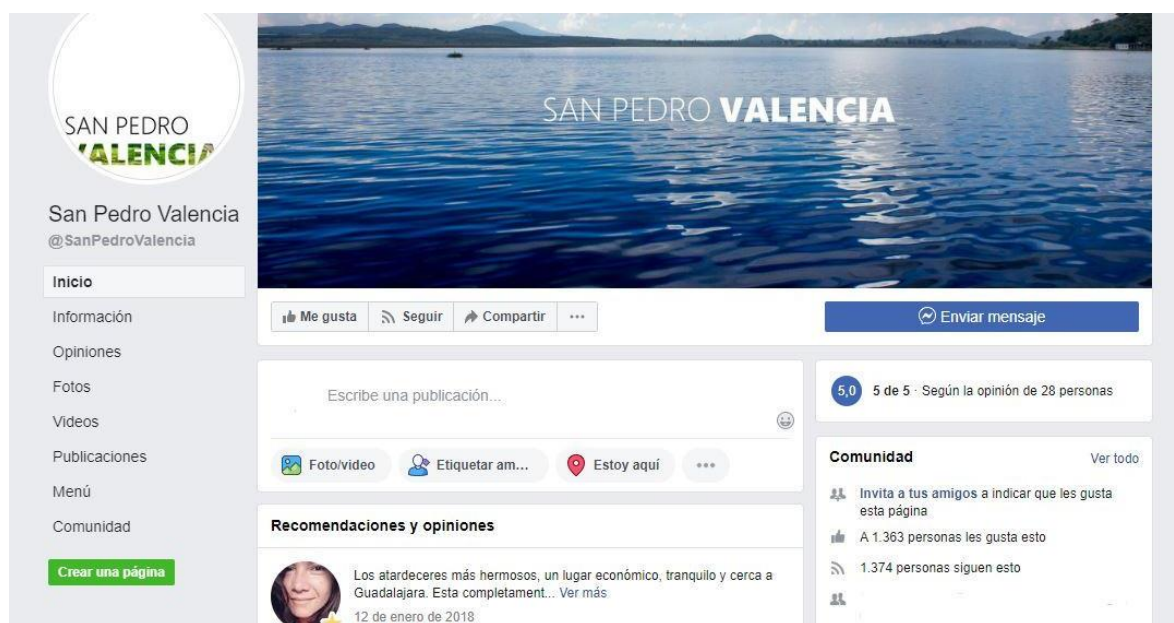 SAN PEDRO
VALENCIA
SAN PEDRO VALENCIA
San Pedro Valencia
@SanPedroValencia
Inicio
Información
Opiniones
Fotos
Videos
Publicaciones
Menú
Comunidad
Crear una página
Me gusta
Seguir
Compartir
Enviar mensaje
Escribe una publicación...
Foto/video
Etiquetar am...
Estoy aquí
Recomendaciones y opiniones
Los atardeceres más hermosos, un lugar económico, tranquilo y cerca a
Guadalajara. Esta completament... Ver más
12 de enero de 2018
5,0 5 de 5 · Según la opinión de 28 personas
Comunidad
Ver todo
Invita a tus amigos a indicar que les gusta
esta página
A 1.363 personas les gusta esto
1.374 personas siguen esto